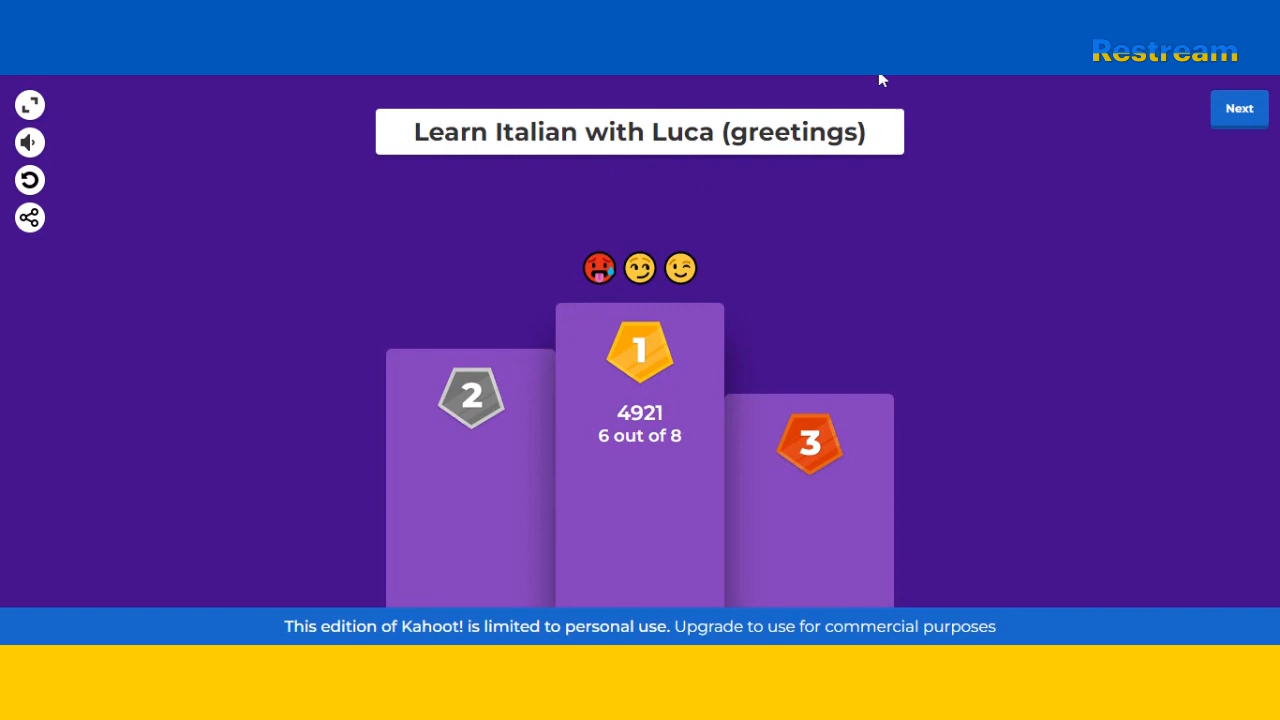 Restream
Next
Learn Italian with Luca (greetings)
1
4921
6 out of 8
2
3
This edition of Kahoot! is limited to personal use. Upgrade to use for commercial purposes